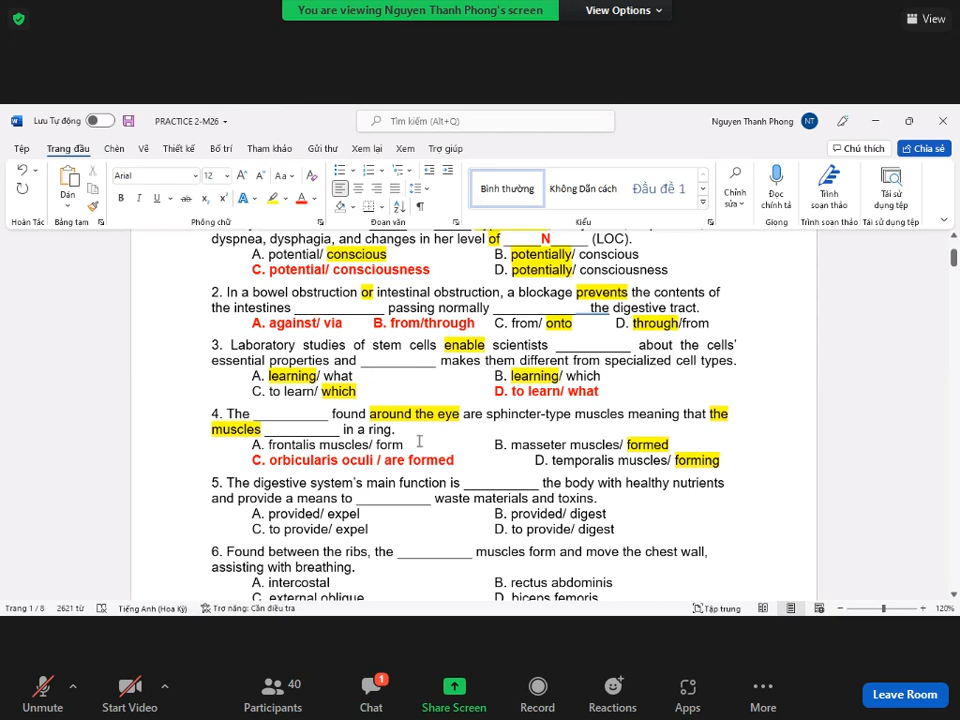 You are viewing Nguyen Thanh Phong's screen
View Options
View
Lưu Tự động
PRACTICE 2-M26
Tìm kiếm (Alt+Q)
Nguyen Thanh Phong
NT
Tệp Trang đầu Chèn Vẽ Thiết kế Bố trí Tham khảo Gửi thư Xem lại Xem Trợ giúp
Chú thích
Chia sẻ
Arial 12
Dán
Bình thường
Không Dãn cách
Đầu đề 1
Chỉnh sửa
Đọc chính tả
Trình soạn thảo
Tái sử dụng tệp
Hoàn Tác Bảng tạm Phông chữ Đoạn văn Kiểu Giọng Trình soạn thảo Tái sử dụng tệp
dyspnea, dysphagia, and changes in her level of _____N_____ (LOC).
A. potential/ conscious B. potentially/ conscious
C. potential/ consciousness D. potentially/ consciousness
2. In a bowel obstruction or intestinal obstruction, a blockage prevents the contents of
the intestines ____________ passing normally _______________ the digestive tract.
A. against/ via B. from/through C. from/ onto D. through/from
3. Laboratory studies of stem cells enable scientists __________ about the cells'
essential properties and __________ makes them different from specialized cell types.
A. learning/ what B. learning/ which
C. to learn/ which D. to learn/ what
4. The __________ found around the eye are sphincter-type muscles meaning that the
muscles __________ in a ring.
A. frontalis muscles/ form B. masseter muscles/ formed
C. orbicularis oculi / are formed D. temporalis muscles/ forming
5. The digestive system's main function is __________ the body with healthy nutrients
and provide a means to __________ waste materials and toxins.
A. provided/ expel B. provided/ digest
C. to provide/ expel D. to provide/ digest
6. Found between the ribs, the __________ muscles form and move the chest wall,
assisting with breathing.
A. intercostal B. rectus abdominis
C. external oblique D. biceps femoris
Trang 1 / 8 2621 từ Tiếng Anh (Hoa Kỳ) Trợ năng: Cần điều tra Tập trung 120%
Unmute
Start Video
Participants 40
Chat 1
Share Screen
Record
Reactions
Apps
More
Leave Room